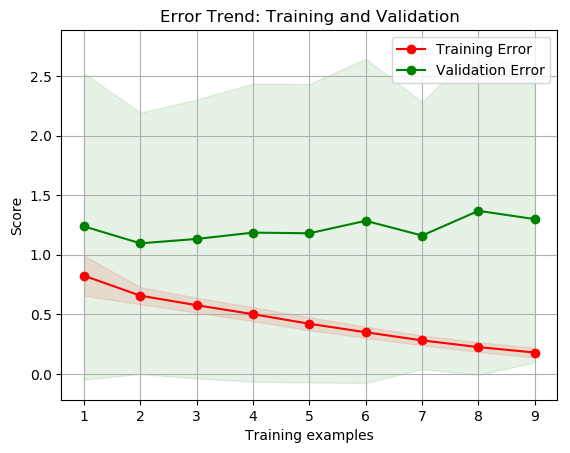 Error Trend: Training and Validation
Training Error
Validation Error
2.5
2.0
1.5
1.0
0.5
0.0
Score
1 2 3 4 5 6 7 8 9
Training examples